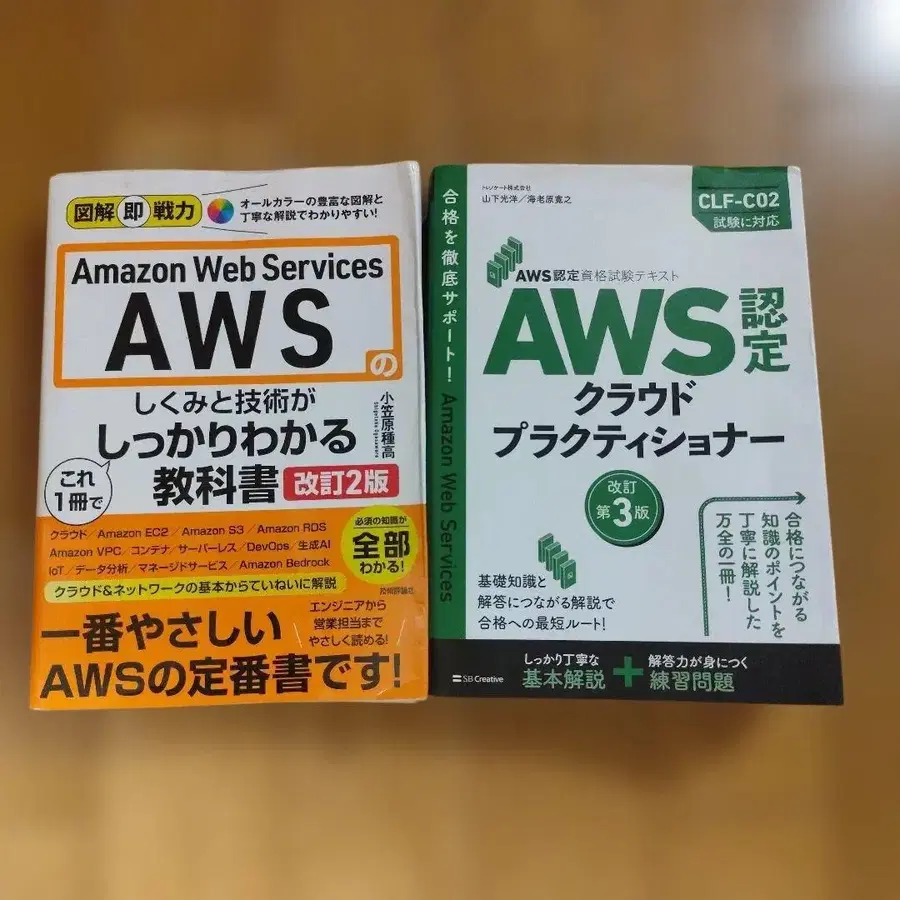 図解即戦力
オールカラーの豊富な図解と
丁寧な解説でわかりやすい!
Amazon Web Services
AWSの
しくみと技術が
しっかりわかる
教科書 改訂2版
小笠原種高
Shigetaka Ogasawara
これ
1冊で
クラウド/Amazon EC2/Amazon S3/Amazon RDS
Amazon VPC/コンテナ/サーバーレス/DevOps/生成AI
IoT/データ分析/マネージドサービス/Amazon Bedrock
クラウド&ネットワークの基本からていねいに解説
必須の知識が
全部
わかる!
技術評論社
エンジニアから
営業担当まで
やさしく読める!
一番やさしい
AWSの定番書です!
合格を徹底サポート! Amazon Web Services
トレノケート株式会社
山下光洋/海老原寛之
CLF-C02
試験に対応
AWS認定資格試験テキスト
AWS認定
クラウド
プラクティショナー
改訂
第3版
合格につながる
知識のポイントを
丁寧に解説した
万全の一冊!
基礎知識と
解答につながる解説で
合格への最短ルート!
SB Creative
しっかり丁寧な
基本解説
+
解答力が身につく
練習問題